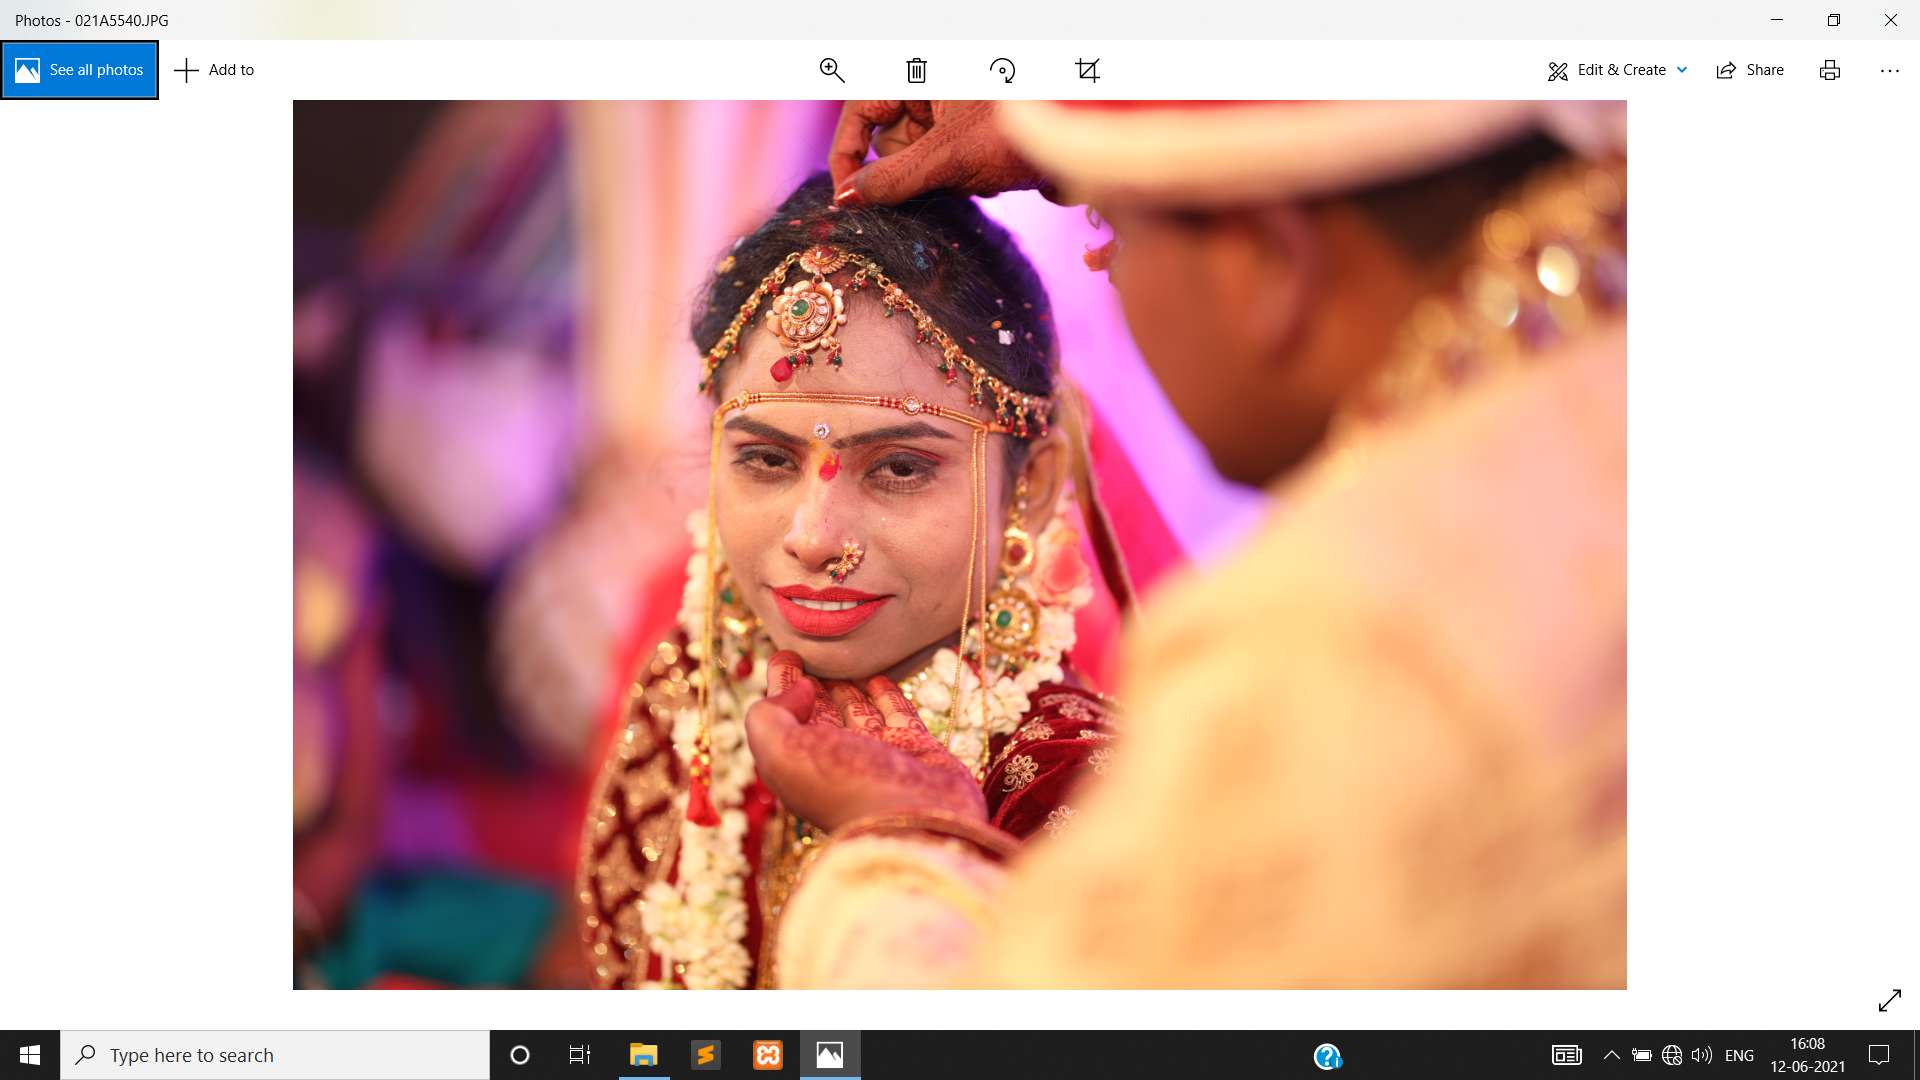 Photos - 021A5540.JPG
See all photos
Add to
Edit & Create
Share
Type here to search
ENG
16:08
12-06-2021